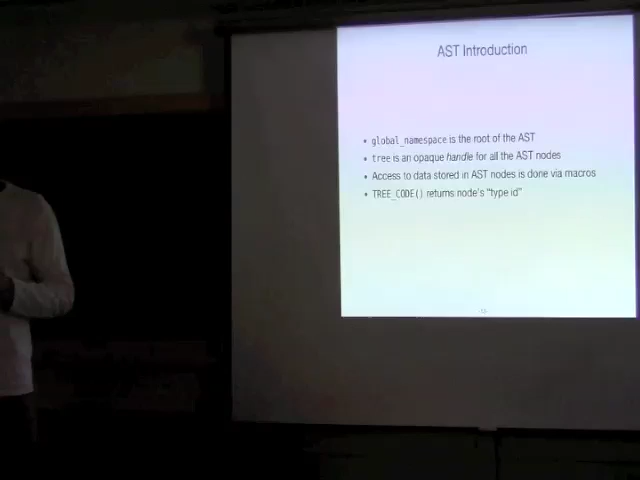 AST Introduction
• global_namespace is the root of the AST
• tree is an opaque handle for all the AST nodes
• Access to data stored in AST nodes is done via macros
• TREE_CODE() returns node's "type id"